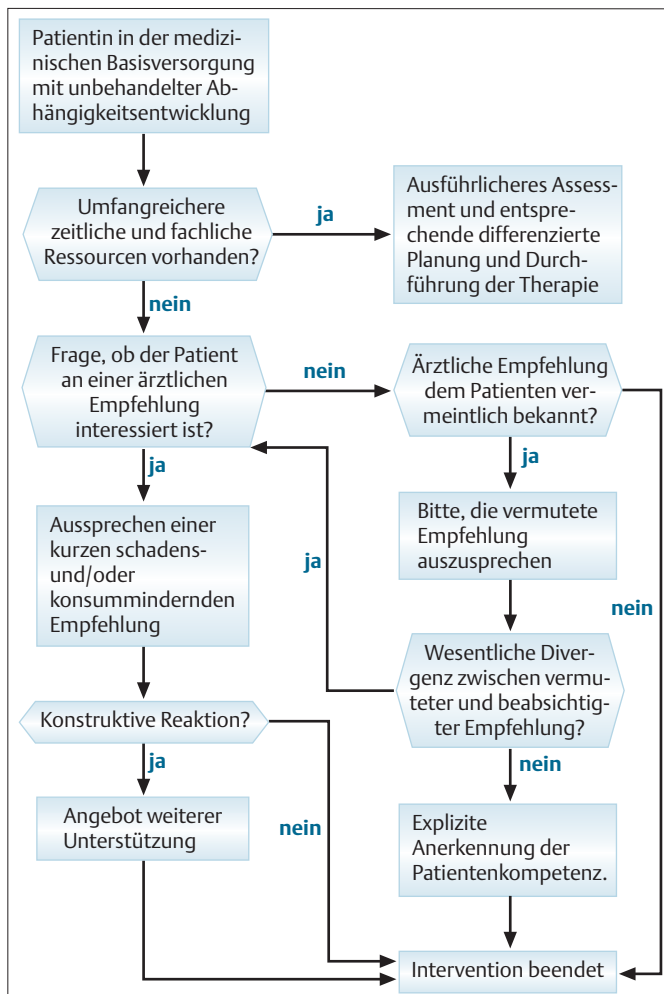 Patientin in der medizi-
nischen Basisversorgung
mit unbehandelter Ab-
hängigkeitsentwicklung
Umfangreichere
zeitliche und fachliche
Ressourcen vorhanden?
ja
Ausführlicheres Assess-
ment und entspre-
chende differenzierte
Planung und Durch-
führung der Therapie
nein
Frage, ob der Patient
an einer ärztlichen
Empfehlung
interessiert ist?
nein
Ärztliche Empfehlung
dem Patienten ver-
meintlich bekannt?
ja
ja
Aussprechen einer
kurzen schadens-
und/oder
konsummindernden
Empfehlung
ja
Bitte, die vermutete
Empfehlung
auszusprechen
nein
Wesentliche Diver-
genz zwischen vermu-
teter und beabsichtig-
ter Empfehlung?
Konstruktive Reaktion?
ja
nein
nein
Angebot weiterer
Unterstützung
Explizite
Anerkennung der
Patientenkompetenz.
Intervention beendet